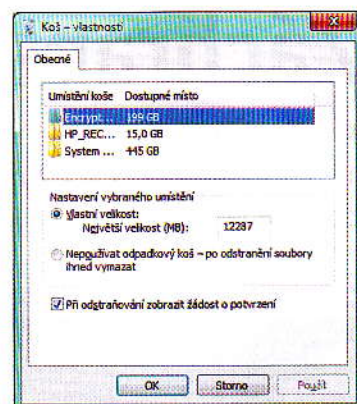 Koš – vlastnosti
Obecné
Umístění koše Dostupné místo
Encrypt... 199 GB
HP_REC... 15,0 GB
System ... 445 GB
Nastavení vybraného umístění
Vlastní velikost:
Největší velikost (MB): 12287
Nepoužívat odpadkový koš – po odstranění soubory
ihned vymazat
Při odstraňování zobrazit žádost o potvrzení
OK Storno Použít